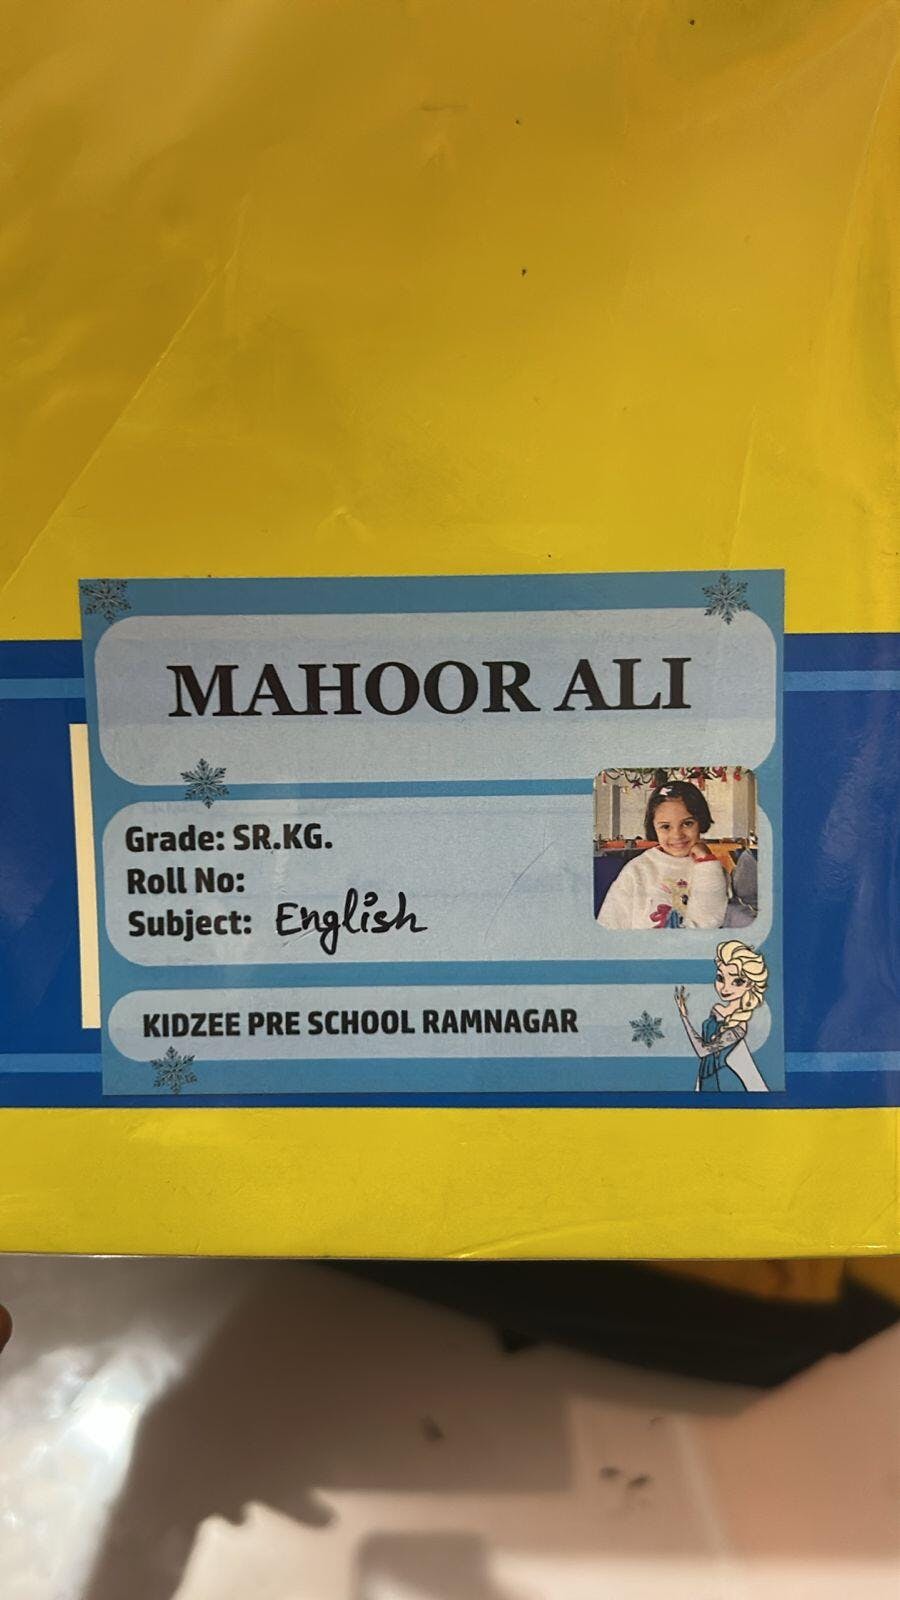 MAHOOR ALI
Grade: SR.KG.
Roll No:
Subject: English
KIDZEE PRE SCHOOL RAMNAGAR